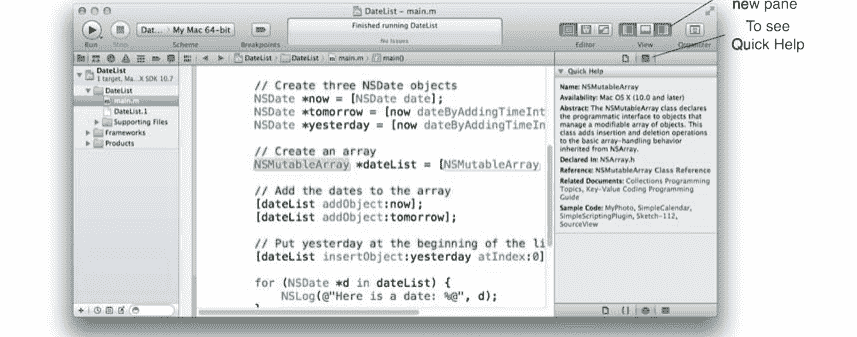 new pane
To see
Quick Help
DateList – main.m
Dat... My Mac 64-bit
Finished running DateList
No Issues
Run Stop Scheme Breakpoints Editor View Organizer
DateList DateList main.m main()
DateList
1 target, Ma...X SDK 10.7
DateList
main.m
DateList.1
Supporting Files
Frameworks
Products
// Create three NSDate objects
NSDate *now = [NSDate date];
NSDate *tomorrow = [now dateByAddingTimeInt
NSDate *yesterday = [now dateByAddingTimeIn
// Create an array
NSMutableArray *dateList = [NSMutableArray
// Add the dates to the array
[dateList addObject:now];
[dateList addObject:tomorrow];
// Put yesterday at the beginning of the li
[dateList insertObject:yesterday atIndex:0]
for (NSDate *d in dateList) {
NSLog(@"Here is a date: %@", d);
Quick Help
Name: NSMutableArray
Availability: Mac OS X (10.0 and later)
Abstract: The NSMutableArray class declares
the programmatic interface to objects that
manage a modifiable array of objects. This
class adds insertion and deletion operations
to the basic array-handling behavior
inherited from NSArray.
Declared In: NSArray.h
Reference: NSMutableArray Class Reference
Related Documents: Collections Programming
Topics, Key-Value Coding Programming
Guide
Sample Code: MyPhoto, SimpleCalendar,
SimpleScriptingPlugin, Sketch-112,
SourceView